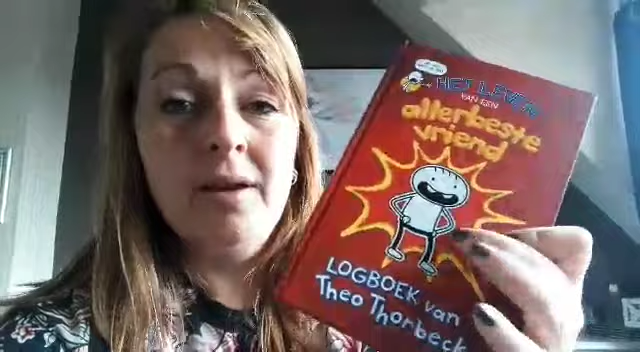 HET LEVEN
VAN EEN
allerbeste
vriend
LOGBOEK van
Theo Thorbeck